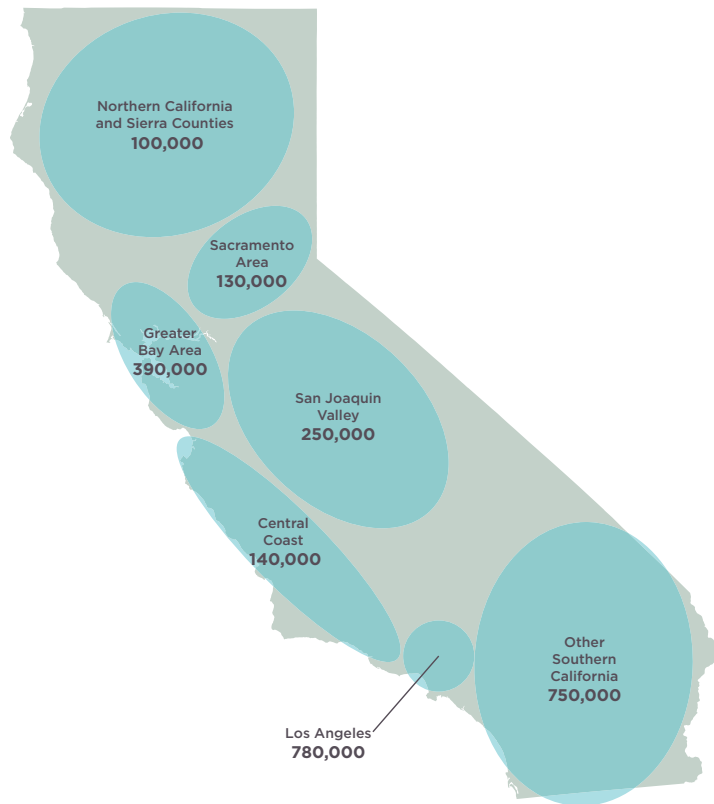 Northern California
and Sierra Counties
100,000
Sacramento
Area
130,000
Greater
Bay Area
390,000
San Joaquin
Valley
250,000
Central
Coast
140,000
Other
Southern
California
750,000
Los Angeles
780,000